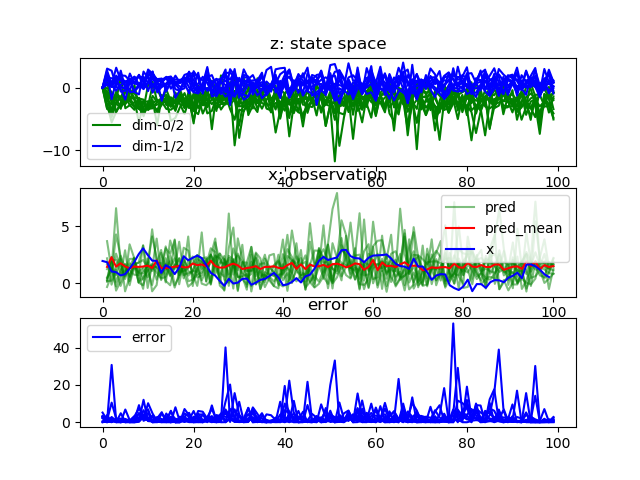 z: state space
0
−10
dim-0/2
dim-1/2
0 20 40 60 80 100
x: observation
5
0
pred
pred_mean
x
0 20 40 60 80 100
error
40
20
0
error
0 20 40 60 80 100